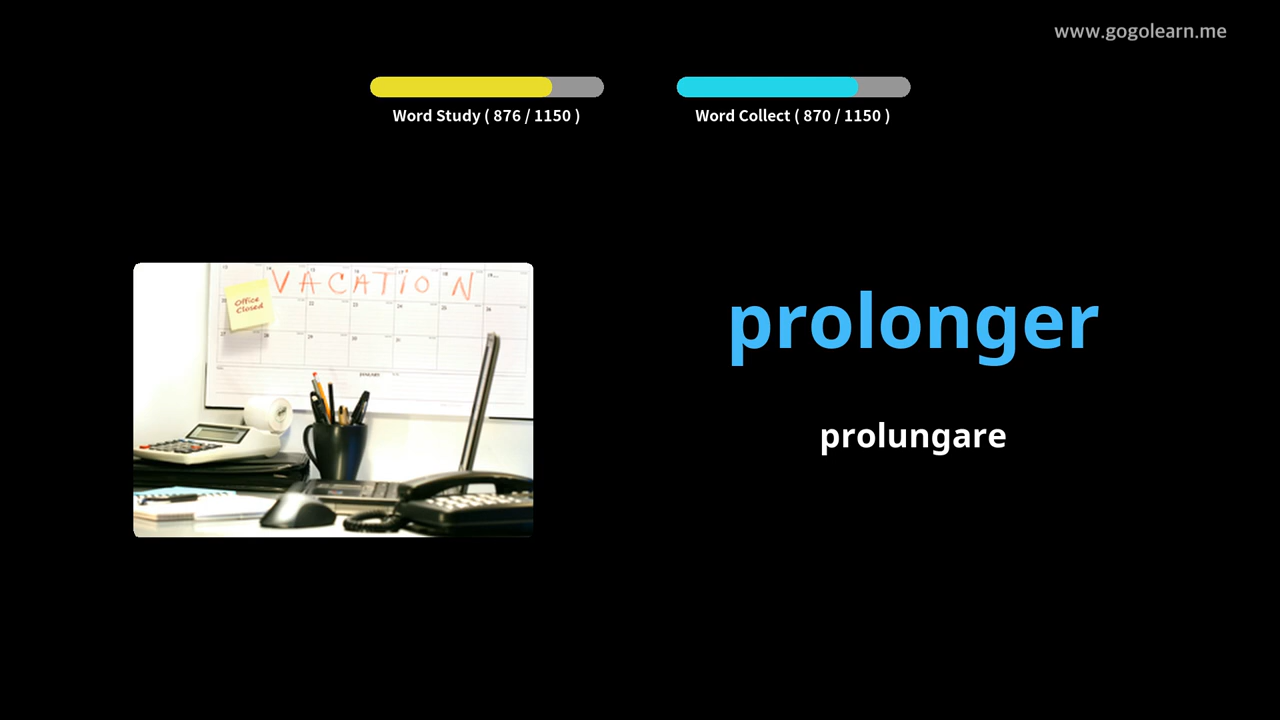 www.gogolearn.me
Word Study ( 876 / 1150 )
Word Collect ( 870 / 1150 )
VACATION
Office
Closed
prolonger
prolungare